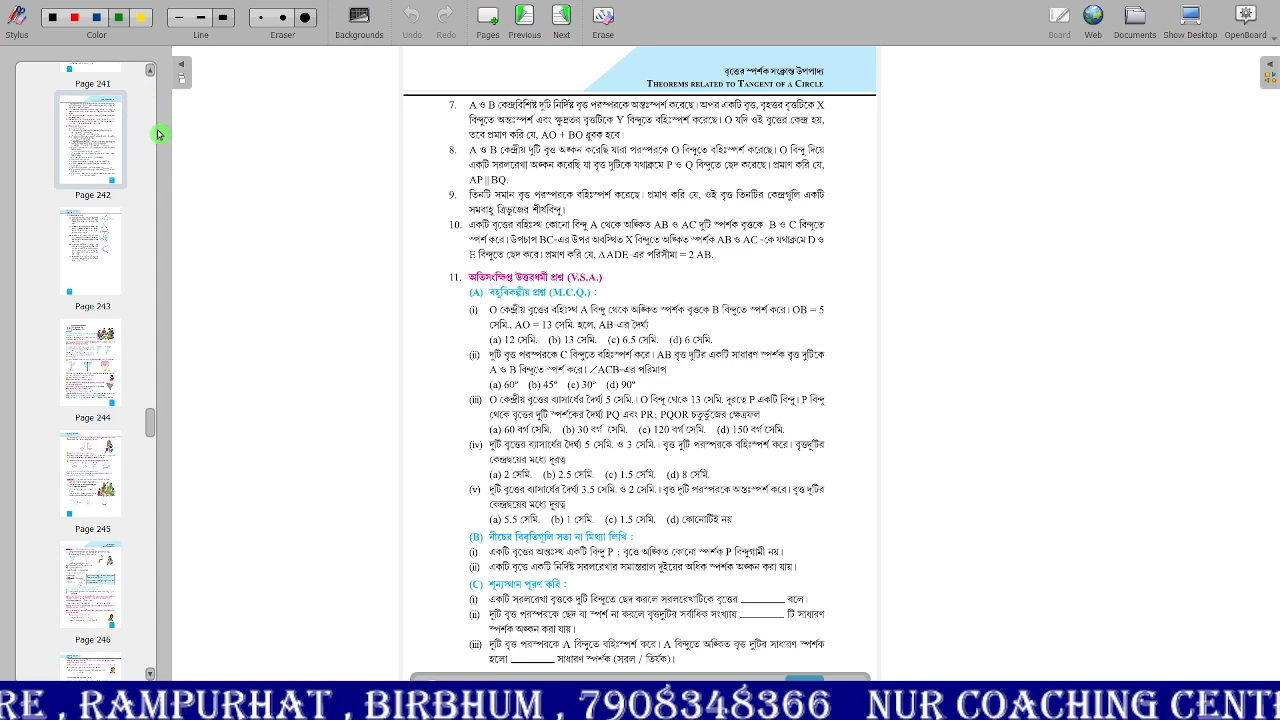 Stylus
Color
Line
Eraser
Backgrounds
Undo
Redo
Pages
Previous
Next
Erase
Board
Web
Documents
Show Desktop
OpenBoard
Page 241
Page 242
Page 243
Page 244
Page 245
Page 246
বৃত্তের স্পর্শক সংক্রান্ত উপপাদ্য
THEOREMS RELATED TO TANGENT OF A CIRCLE
7. A ও B কেন্দ্রবিশিষ্ট দুটি নির্দিষ্ট বৃত্ত পরস্পরকে অন্তঃস্পর্শ করেছে। অপর একটি বৃত্ত, বৃহত্তর বৃত্তটিকে X
বিন্দুতে অন্তঃস্পর্শ এবং ক্ষুদ্রতর বৃত্তটিকে Y বিন্দুতে বহিঃস্পর্শ করেছে। O যদি ওই বৃত্তের কেন্দ্র হয়,
তবে প্রমাণ করি যে, AO + BO ধ্রুবক হবে।
8. A ও B কেন্দ্রীয় দুটি বৃত্ত অঙ্কন করেছি যারা পরস্পরকে O বিন্দুতে বহিঃস্পর্শ করেছে। O বিন্দু দিয়ে
একটি সরলরেখা অঙ্কন করেছি যা বৃত্ত দুটিকে যথাক্রমে P ও Q বিন্দুতে ছেদ করেছে। প্রমাণ করি যে,
AP || BQ.
9. তিনটি সমান বৃত্ত পরস্পরকে বহিঃস্পর্শ করেছে। প্রমাণ করি যে, ওই বৃত্ত তিনটির কেন্দ্রগুলি একটি
সমবাহু ত্রিভুজের শীর্ষবিন্দু।
10. একটি বৃত্তের বহিঃস্থ কোনো বিন্দু A থেকে অঙ্কিত AB ও AC দুটি স্পর্শক বৃত্তকে B ও C বিন্দুতে
স্পর্শ করে। উপচাপ BC-এর উপর অবস্থিত X বিন্দুতে অঙ্কিত স্পর্শক AB ও AC -কে যথাক্রমে D ও
E বিন্দুতে ছেদ করে। প্রমাণ করি যে, ∆ADE-এর পরিসীমা = 2 AB.
11. অতিসংক্ষিপ্ত উত্তরধর্মী প্রশ্ন (V.S.A.)
(A) বহুবিকল্পীয় প্রশ্ন (M.C.Q.) :
(i) O কেন্দ্রীয় বৃত্তের বহিঃস্থ A বিন্দু থেকে অঙ্কিত স্পর্শক বৃত্তকে B বিন্দুতে স্পর্শ করে। OB = 5
সেমি., AO = 13 সেমি. হলে, AB-এর দৈর্ঘ্য
(a) 12 সেমি. (b) 13 সেমি. (c) 6.5 সেমি. (d) 6 সেমি.
(ii) দুটি বৃত্ত পরস্পরকে C বিন্দুতে বহিঃস্পর্শ করে। AB বৃত্ত দুটির একটি সাধারণ স্পর্শক বৃত্ত দুটিকে
A ও B বিন্দুতে স্পর্শ করে। ∠ACB-এর পরিমাপ
(a) 60° (b) 45° (c) 30° (d) 90°
(iii) O কেন্দ্রীয় বৃত্তের ব্যাসার্ধের দৈর্ঘ্য 5 সেমি.। O বিন্দু থেকে 13 সেমি. দূরত্বে P একটি বিন্দু। P বিন্দু
থেকে বৃত্তের দুটি স্পর্শকের দৈর্ঘ্য PQ এবং PR; PQOR চতুর্ভুজের ক্ষেত্রফল
(a) 60 বর্গ সেমি. (b) 30 বর্গ সেমি. (c) 120 বর্গ সেমি. (d) 150 বর্গ সেমি.
(iv) দুটি বৃত্তের ব্যাসার্ধের দৈর্ঘ্য 5 সেমি. ও 3 সেমি.। বৃত্ত দুটি পরস্পরকে বহিঃস্পর্শ করে। বৃত্তদুটির
কেন্দ্রদ্বয়ের মধ্যে দূরত্ব
(a) 2 সেমি. (b) 2.5 সেমি. (c) 1.5 সেমি. (d) 8 সেমি.
(v) দুটি বৃত্তের ব্যাসার্ধের দৈর্ঘ্য 3.5 সেমি. ও 2 সেমি.। বৃত্ত দুটি পরস্পরকে অন্তঃস্পর্শ করে। বৃত্ত দুটির
কেন্দ্রদ্বয়ের মধ্যে দূরত্ব
(a) 5.5 সেমি. (b) 1 সেমি. (c) 1.5 সেমি. (d) কোনোটিই নয়
(B) নীচের বিবৃতিগুলি সত্য না মিথ্যা লিখি :
(i) একটি বৃত্তের অন্তঃস্থ একটি বিন্দু P ; বৃত্তে অঙ্কিত কোনো স্পর্শক P বিন্দুগামী নয়।
(ii) একটি বৃত্তে একটি নির্দিষ্ট সরলরেখার সমান্তরাল দুইয়ের অধিক স্পর্শক অঙ্কন করা যায়।
(C) শূন্যস্থান পূরণ করি :
(i) একটি সরলরেখা বৃত্তকে দুটি বিন্দুতে ছেদ করলে সরলরেখাটিকে বৃত্তের ________ বলে।
(ii) দুটি বৃত্ত পরস্পরকে ছেদ বা স্পর্শ না করলে বৃত্তদুটির সর্বাধিক সংখ্যায় ________ টি সাধারণ
স্পর্শক অঙ্কন করা যায়।
(iii) দুটি বৃত্ত পরস্পরকে A বিন্দুতে বহিঃস্পর্শ করে। A বিন্দুতে অঙ্কিত বৃত্ত দুটির সাধারণ স্পর্শক
হলো ________ সাধারণ স্পর্শক (সরল / তির্যক)।
RE , RAMPURHAT , BIRBHUM , 7908348366 NUR COACHING CENT